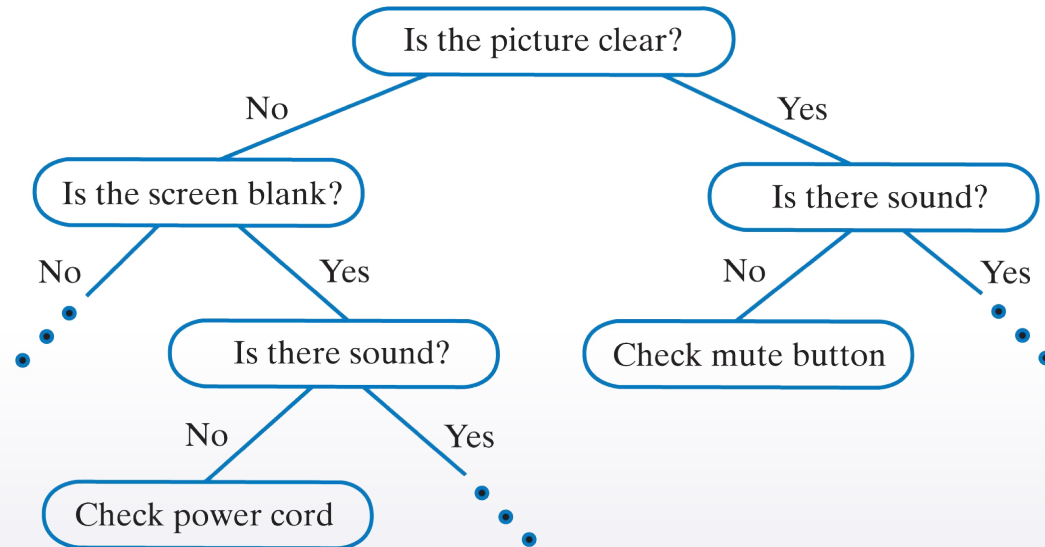 Is the picture clear?
No
Yes
Is the screen blank?
Is there sound?
No
Yes
No
Yes
Is there sound?
Check mute button
No
Yes
Check power cord